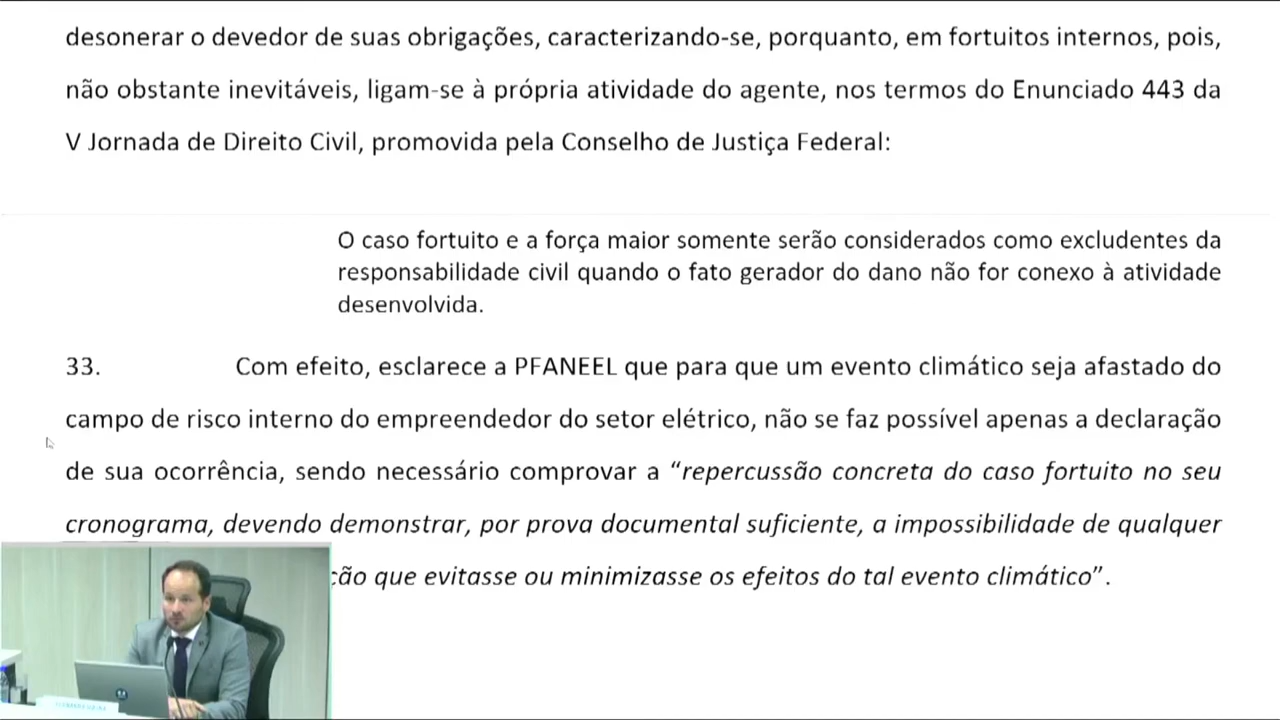 desonerar o devedor de suas obrigações, caracterizando-se, porquanto, em fortuitos internos, pois,
não obstante inevitáveis, ligam-se à própria atividade do agente, nos termos do Enunciado 443 da
V Jornada de Direito Civil, promovida pela Conselho de Justiça Federal:
O caso fortuito e a força maior somente serão considerados como excludentes da
responsabilidade civil quando o fato gerador do dano não for conexo à atividade
desenvolvida.
33. Com efeito, esclarece a PFANEEL que para que um evento climático seja afastado do
campo de risco interno do empreendedor do setor elétrico, não se faz possível apenas a declaração
de sua ocorrência, sendo necessário comprovar a “repercussão concreta do caso fortuito no seu
cronograma, devendo demonstrar, por prova documental suficiente, a impossibilidade de qualquer
ção que evitasse ou minimizasse os efeitos do tal evento climático”.